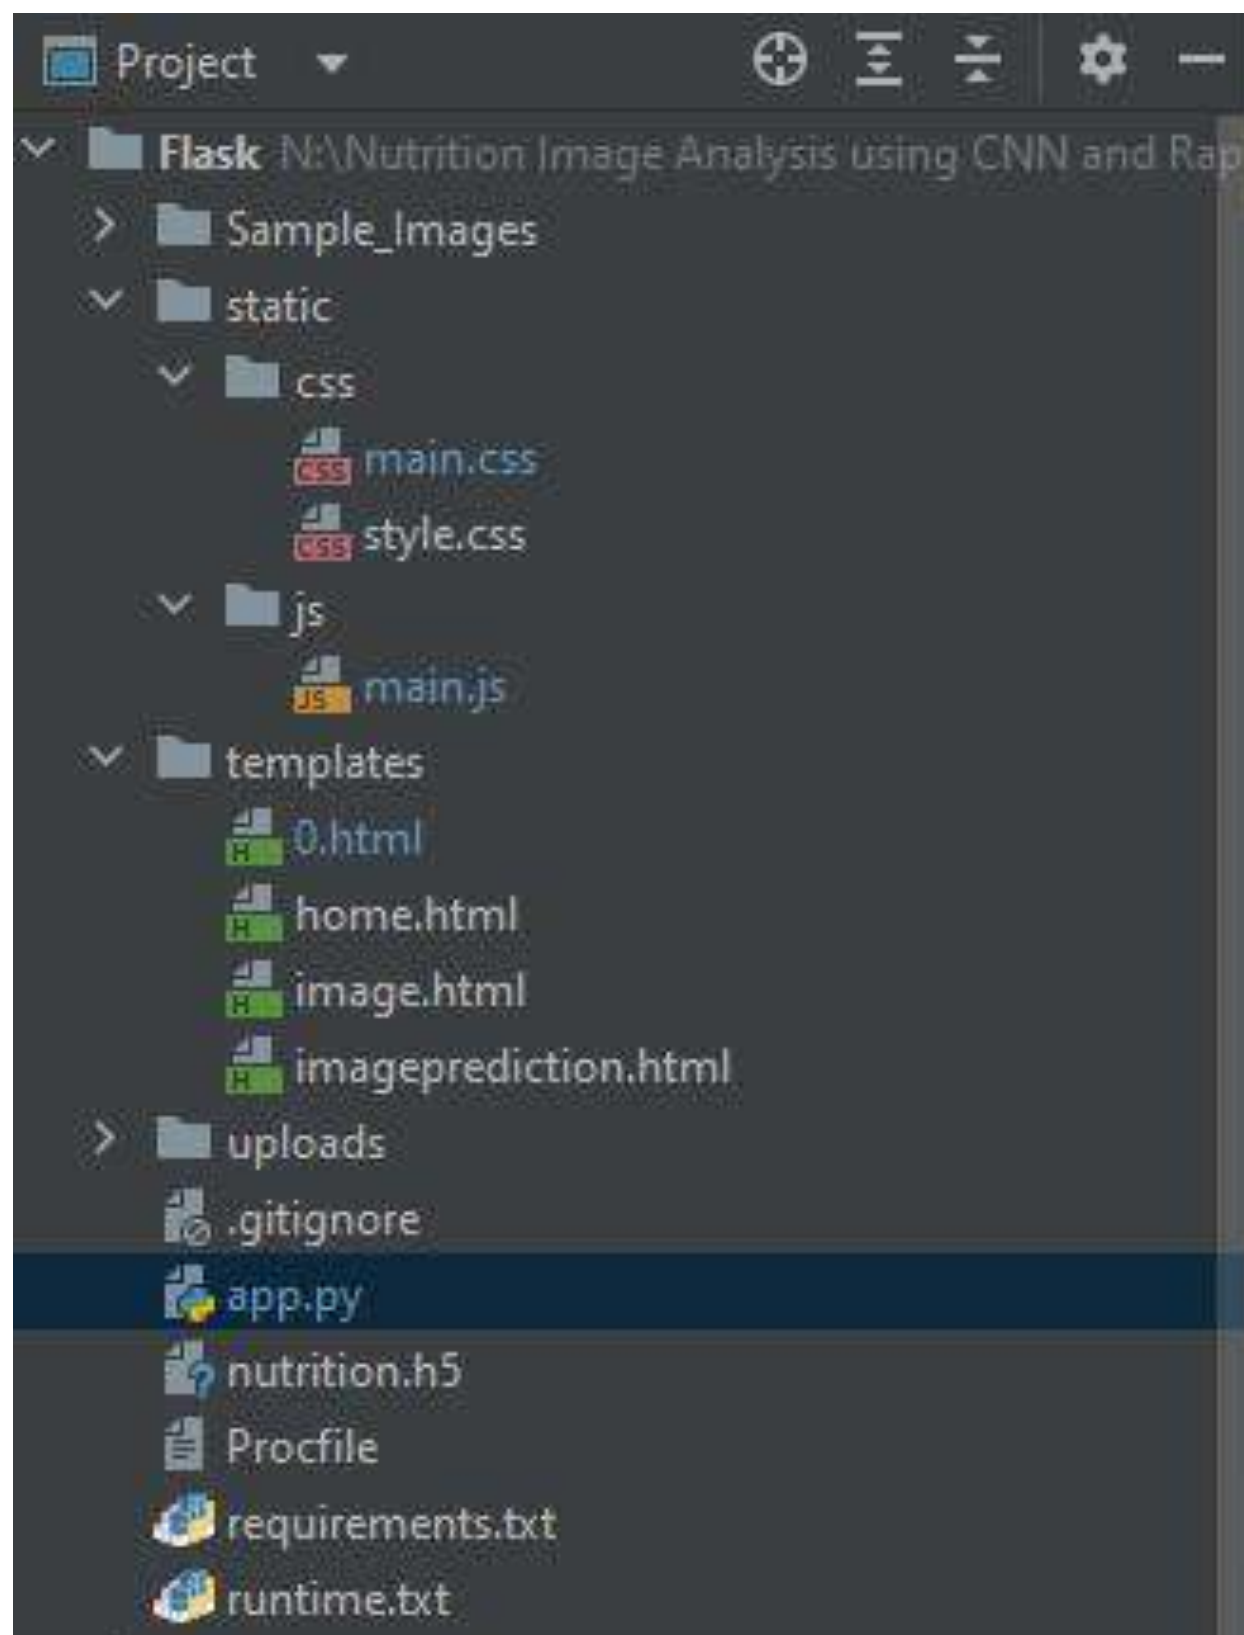 Project
Flask N:\Nutrition Image Analysis using CNN and Rap
Sample_Images
static
css
main.css
style.css
js
main.js
templates
0.html
home.html
image.html
imageprediction.html
uploads
.gitignore
app.py
nutrition.h5
Procfile
requirements.txt
runtime.txt